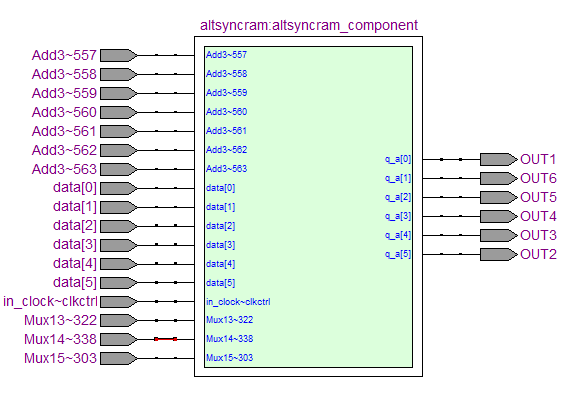 altsyncram:altsyncram_component
Add3~557 Add3~557
Add3~558 Add3~558
Add3~559 Add3~559
Add3~560 Add3~560
Add3~561 Add3~561
Add3~562 Add3~562
q_a[0] OUT1
Add3~563 Add3~563
q_a[1] OUT6
data[0] data[0]
q_a[2] OUT5
data[1] data[1]
q_a[3] OUT4
data[2] data[2]
q_a[4] OUT3
data[3] data[3]
q_a[5] OUT2
data[4] data[4]
data[5] data[5]
in_clock~clkctrl in_clock~clkctrl
Mux13~322 Mux13~322
Mux14~338 Mux14~338
Mux15~303 Mux15~303